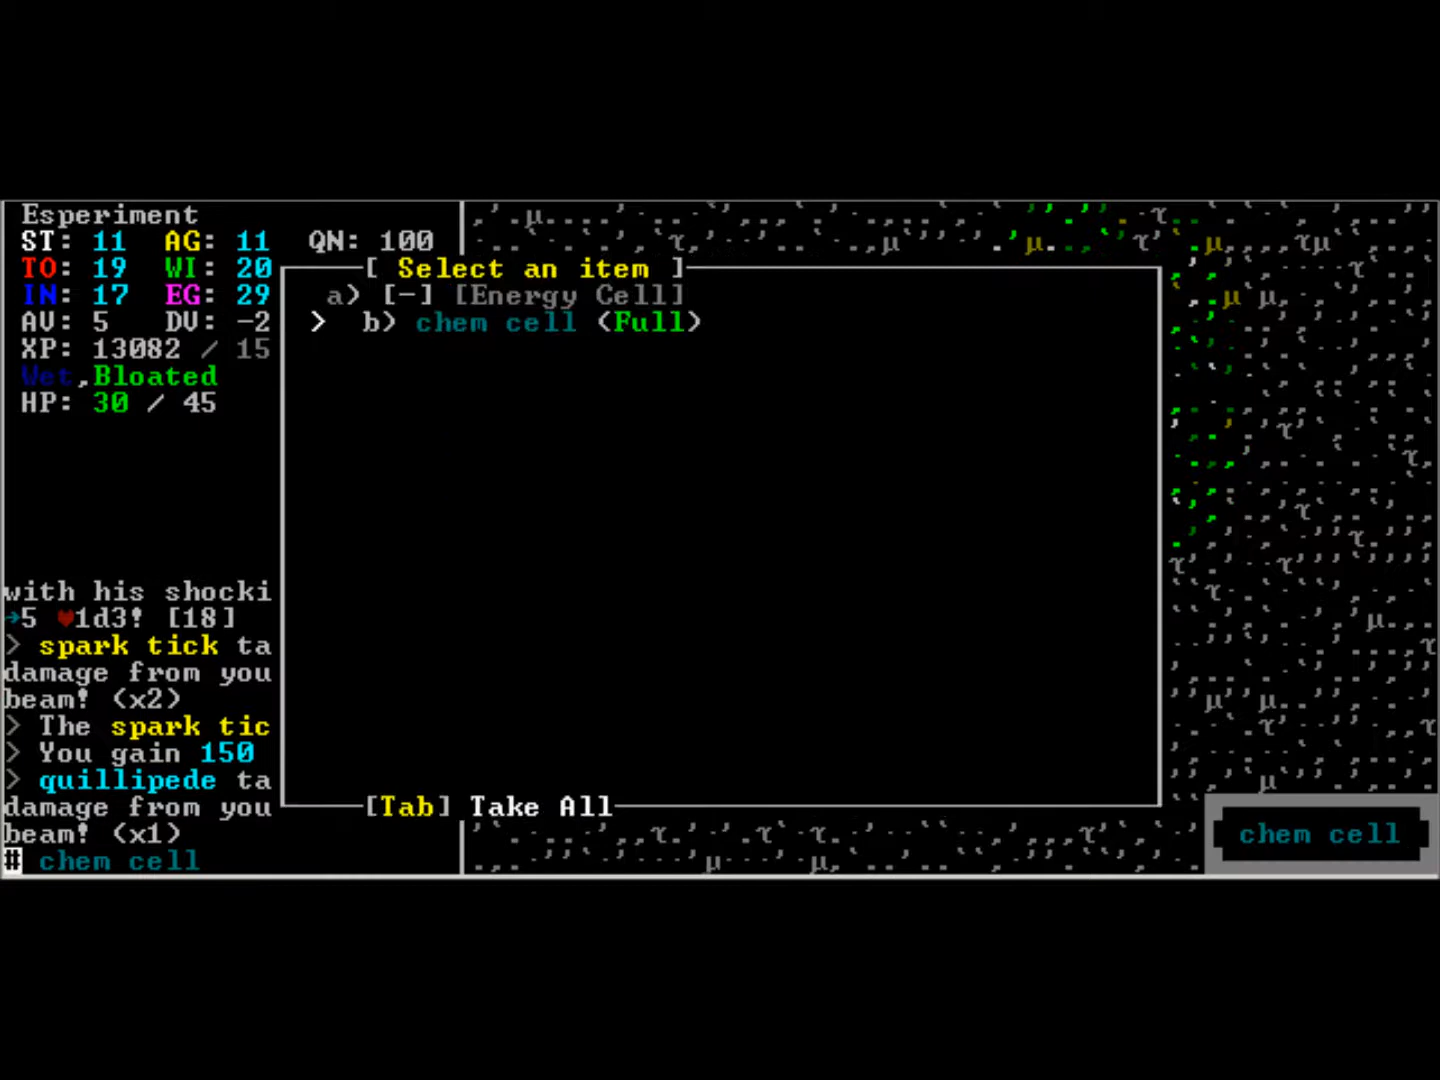 Esperiment
ST: 11 AG: 11 QN: 100
TO: 19 WI: 20
IN: 17 EG: 29
AV: 5 DV: -2
XP: 13082 / 15
Wet,Bloated
HP: 30 / 45
[ Select an item ]
a) [-] [Energy Cell]
> b) chem cell (Full)
[Tab] Take All
with his shocki
→5 ♥1d3! [18]
> spark tick ta
damage from you
beam! (x2)
> The spark tic
> You gain 150
> quillipede ta
damage from you
beam! (x1)
# chem cell
chem cell